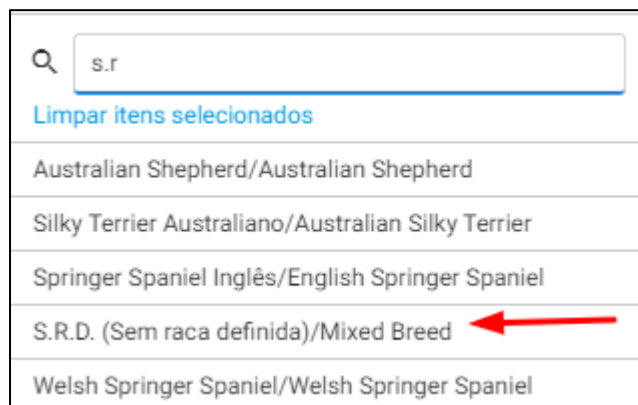 s.r
Limpar itens selecionados
Australian Shepherd/Australian Shepherd
Silky Terrier Australiano/Australian Silky Terrier
Springer Spaniel Inglês/English Springer Spaniel
S.R.D. (Sem raca definida)/Mixed Breed
Welsh Springer Spaniel/Welsh Springer Spaniel